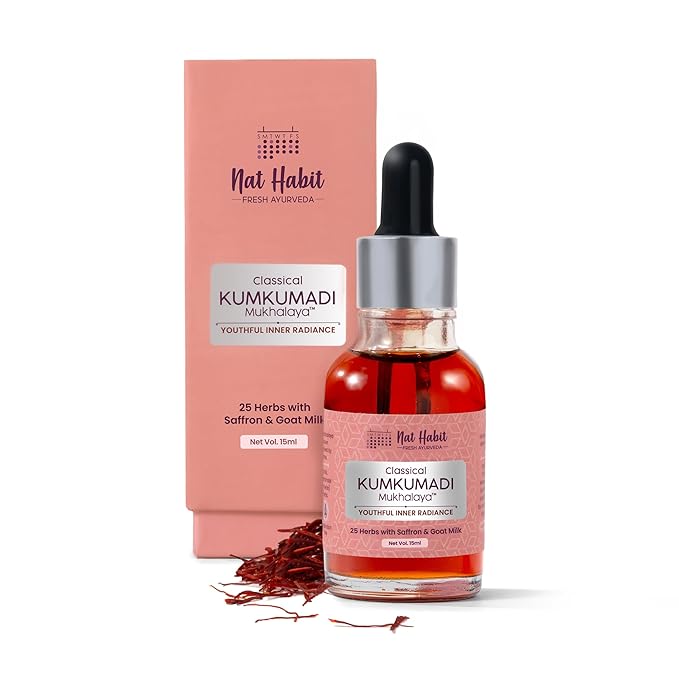 SMTWTFS
Nat Habit
FRESH AYURVEDA
Classical
KUMKUMADI
Mukhalaya™
YOUTHFUL INNER RADIANCE
25 Herbs with
Saffron & Goat Milk
Net Vol. 15ml
SMTWTFS
Nat Habit
FRESH AYURVEDA
Classical
KUMKUMADI
Mukhalaya™
YOUTHFUL INNER RADIANCE
25 Herbs with Saffron & Goat Milk
Net Vol. 15ml